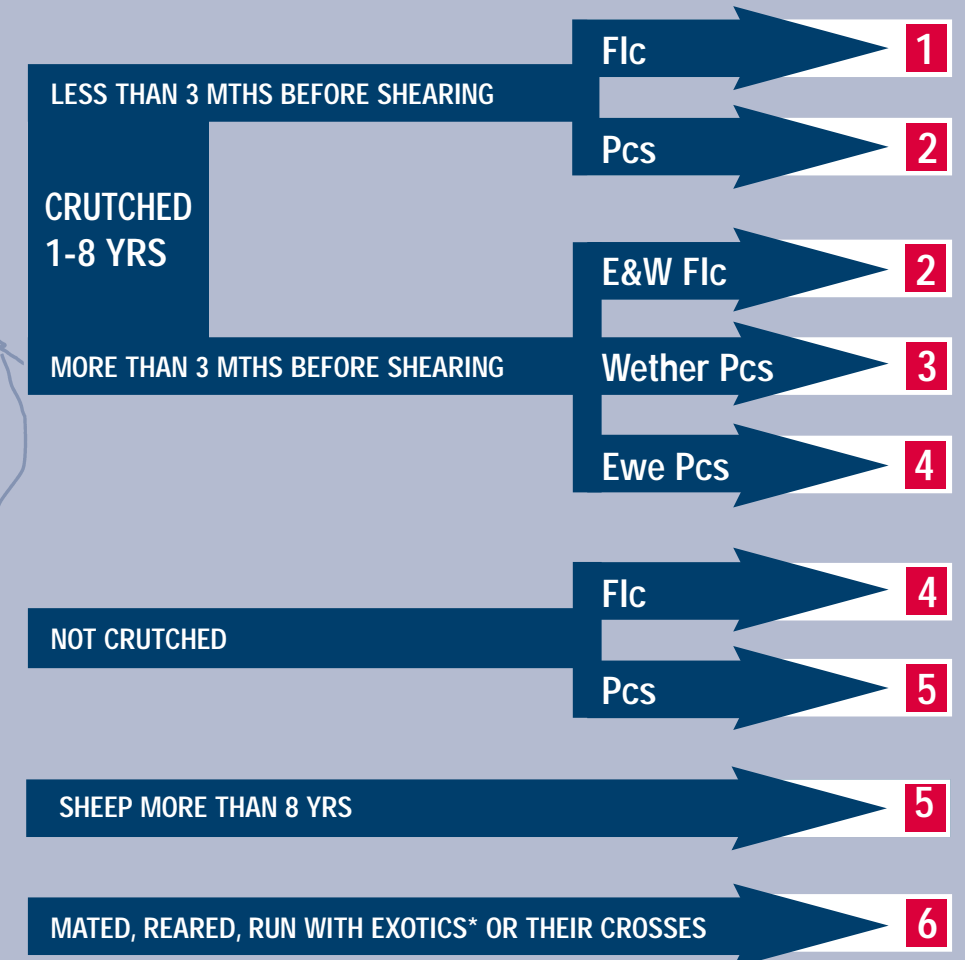 Flc 1
LESS THAN 3 MTHS BEFORE SHEARING
Pcs 2
CRUTCHED
1-8 YRS
E&W Flc 2
MORE THAN 3 MTHS BEFORE SHEARING
Wether Pcs 3
Ewe Pcs 4
Flc 4
NOT CRUTCHED
Pcs 5
SHEEP MORE THAN 8 YRS 5
MATED, REARED, RUN WITH EXOTICS* OR THEIR CROSSES 6